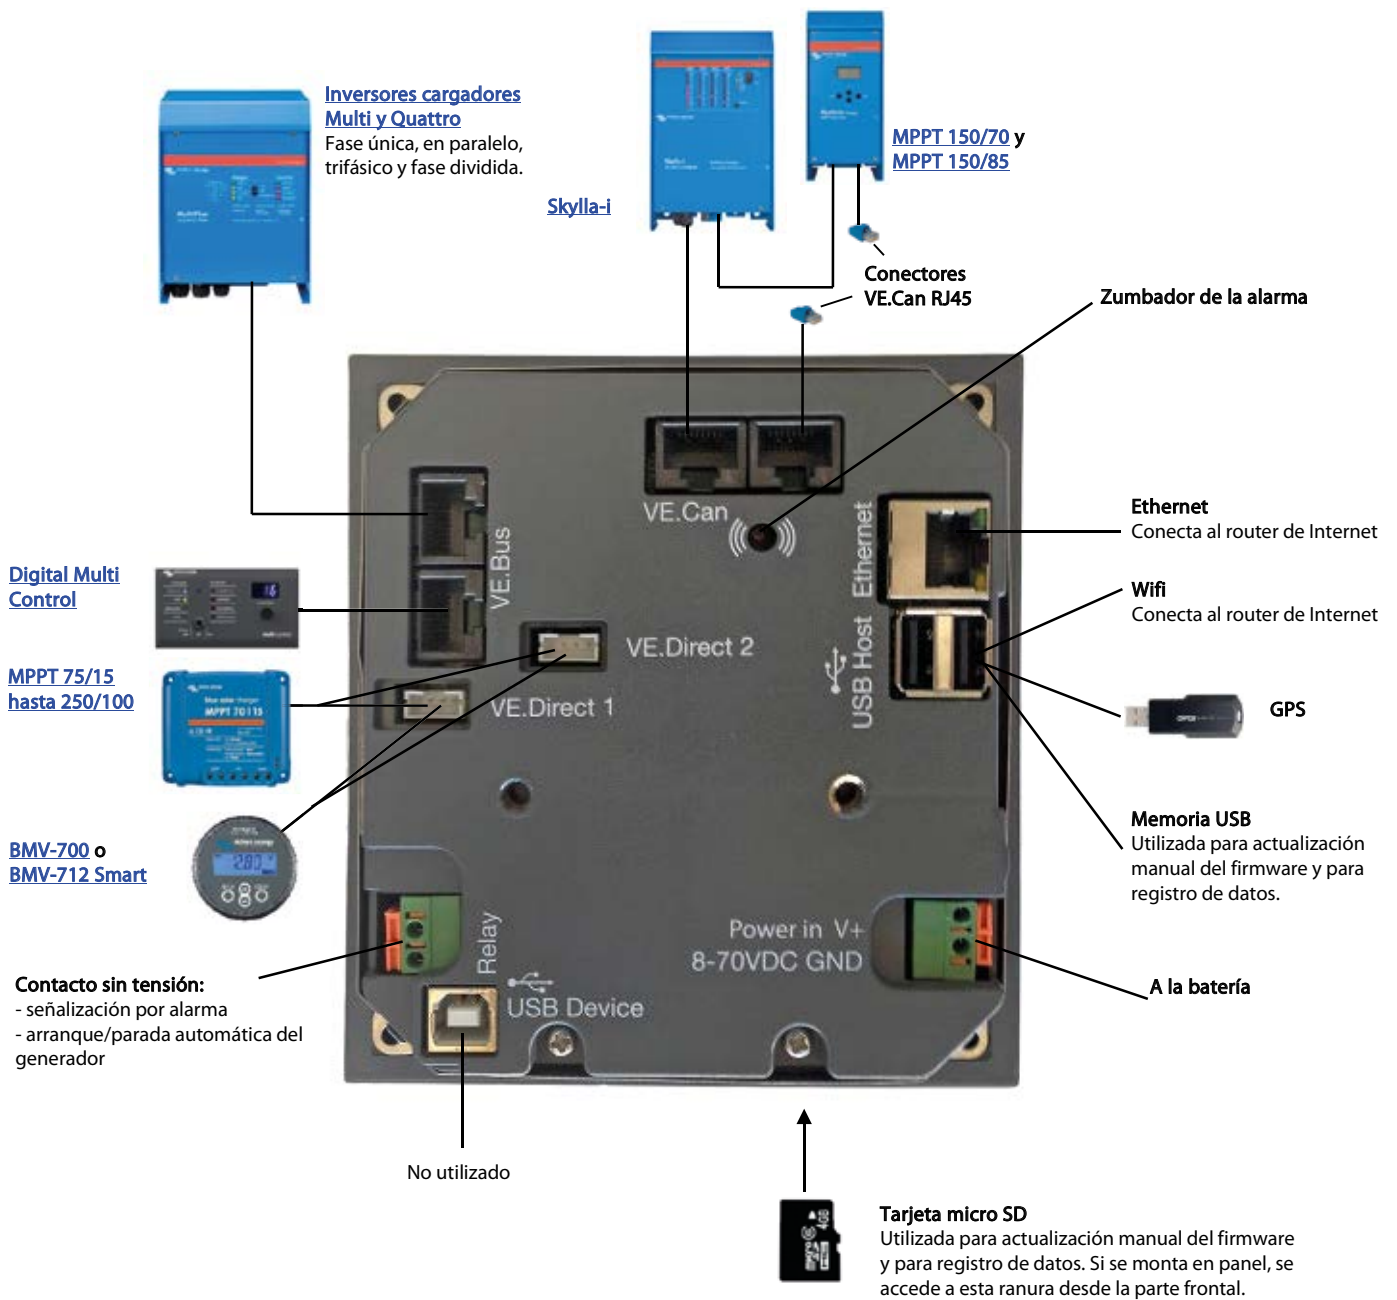 Inversores cargadores
Multi y Quattro
Fase única, en paralelo,
trifásico y fase dividida.
MPPT 150/70 y
MPPT 150/85
Skylla-i
Conectores
VE.Can RJ45
Zumbador de la alarma
VE.Can
VE.Bus
Ethernet
Ethernet
Conecta al router de Internet
Wifi
Conecta al router de Internet
Digital Multi
Control
VE.Direct 2
USB Host
MPPT 75/15
hasta 250/100
MPPT 70 | 15
VE.Direct 1
GPS
Memoria USB
Utilizada para actualización
manual del firmware y para
registro de datos.
BMV-700 o
BMV-712 Smart
Relay
Power in V+
8-70VDC GND
Contacto sin tensión:
- señalización por alarma
- arranque/parada automática del
generador
USB Device
A la batería
No utilizado
4GB
Tarjeta micro SD
Utilizada para actualización manual del firmware
y para registro de datos. Si se monta en panel, se
accede a esta ranura desde la parte frontal.